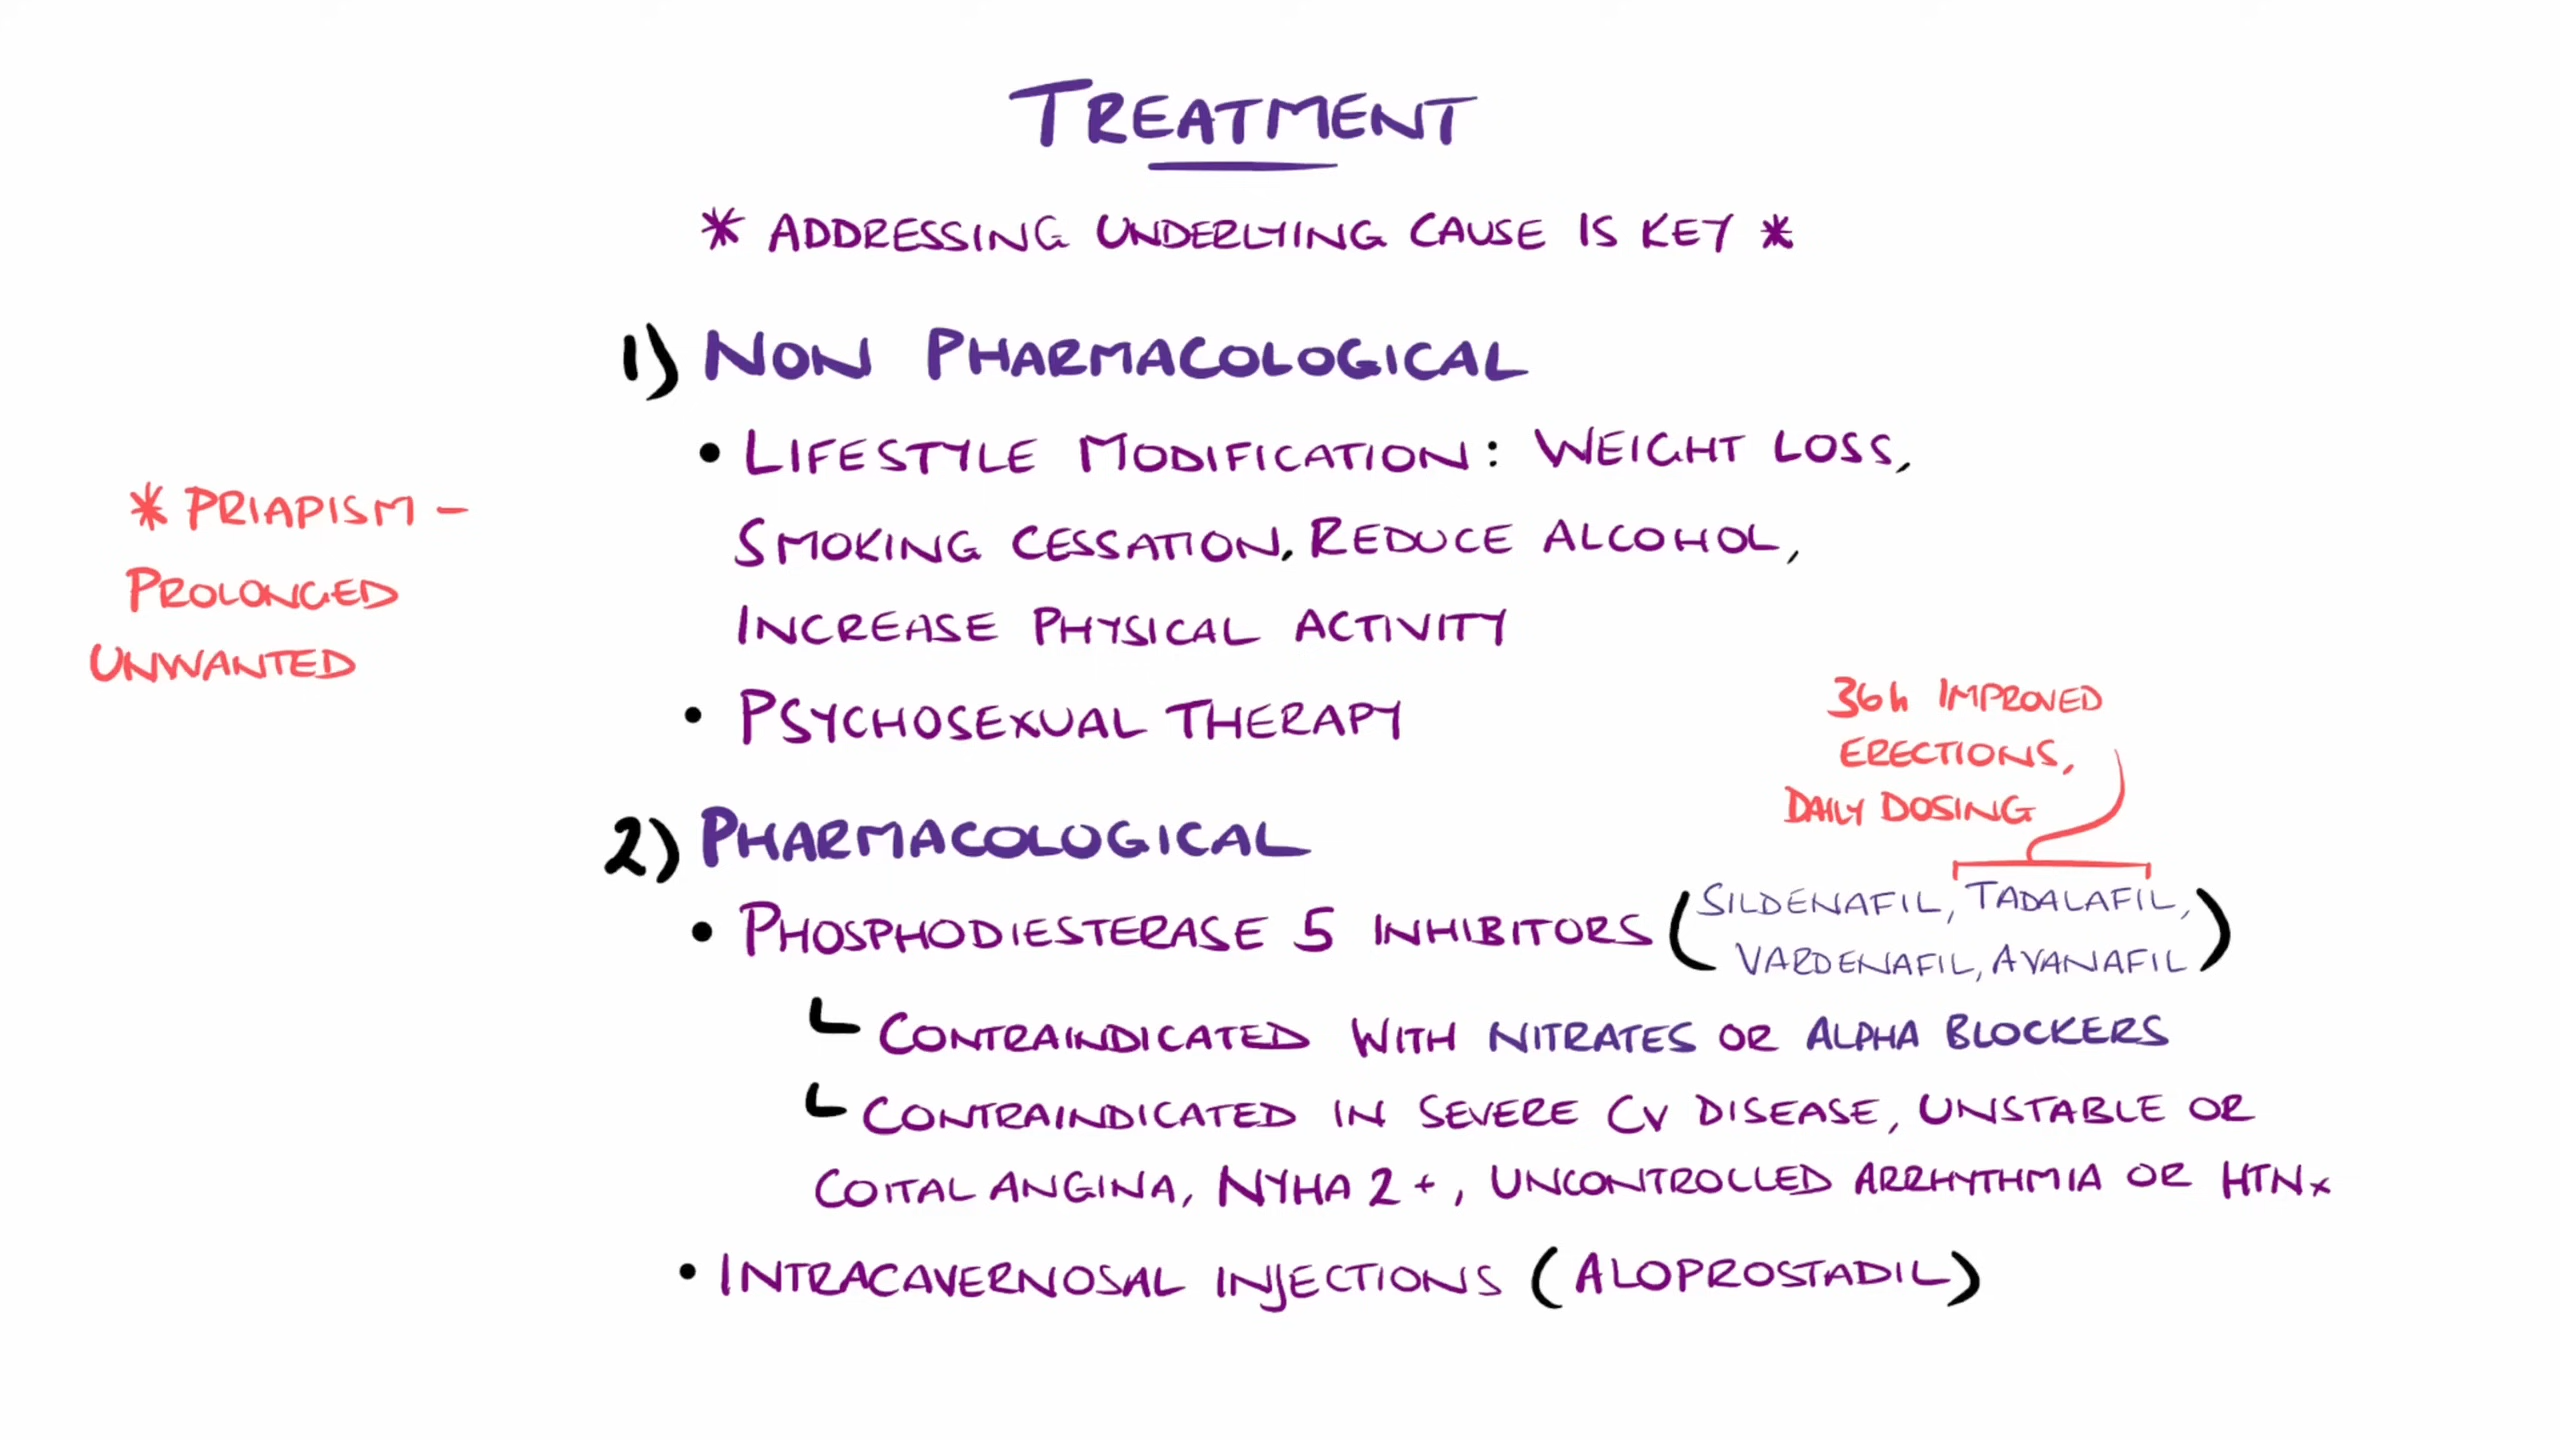 TREATMENT
* ADDRESSING UNDERLYING CAUSE IS KEY *
1) NON PHARMACOLOGICAL
• LIFESTYLE MODIFICATION: WEIGHT LOSS,
SMOKING CESSATION, REDUCE ALCOHOL,
INCREASE PHYSICAL ACTIVITY
• PSYCHOSEXUAL THERAPY
* PRIAPISM -
PROLONGED
UNWANTED
2) PHARMACOLOGICAL
36h IMPROVED
ERECTIONS,
DAILY DOSING
• PHOSPHODIESTERASE 5 INHIBITORS (SILDENAFIL, TADALAFIL,
VARDENAFIL, AVANAFIL)
CONTRAINDICATED WITH NITRATES OR ALPHA BLOCKERS
CONTRAINDICATED IN SEVERE CV DISEASE, UNSTABLE OR
COITAL ANGINA, NYHA 2+, UNCONTROLLED ARRHYTHMIA OR HTNx
• INTRACAVERNOSAL INJECTIONS (ALOPROSTADIL)